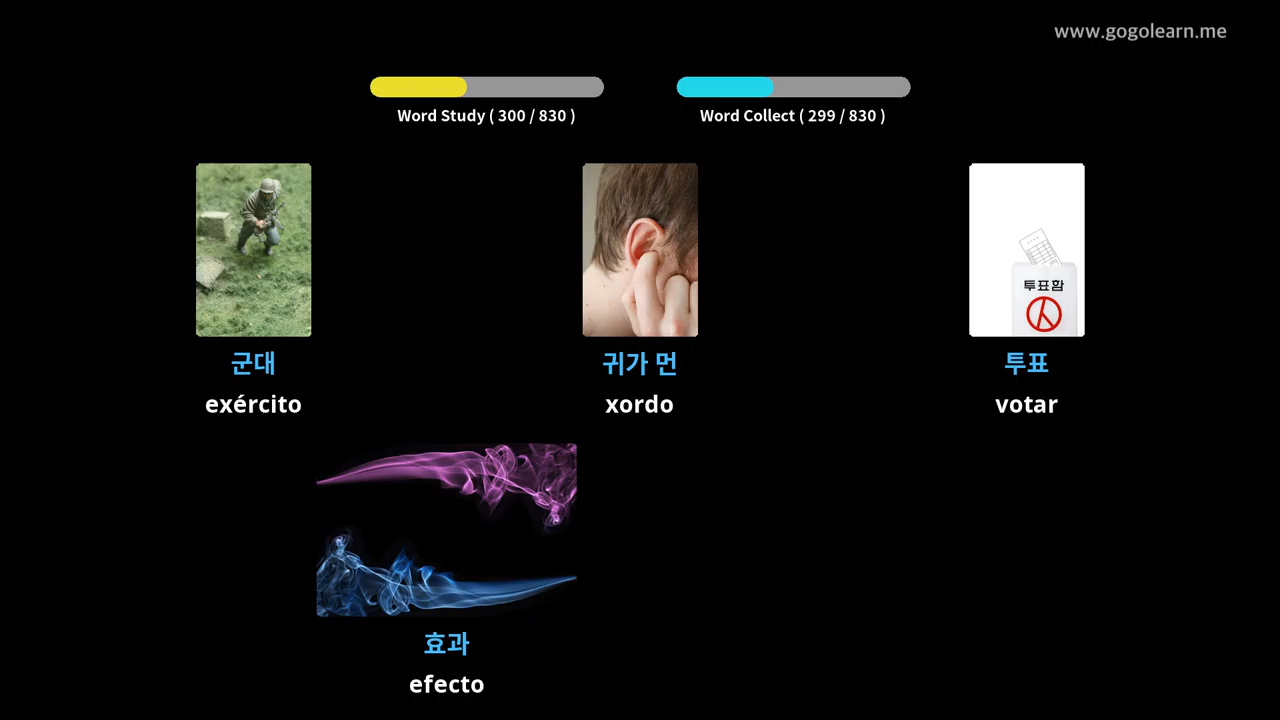 www.gogolearn.me
Word Study ( 300 / 830 )
Word Collect ( 299 / 830 )
투표함
군대
exército
귀가 먼
xordo
투표
votar
효과
efecto